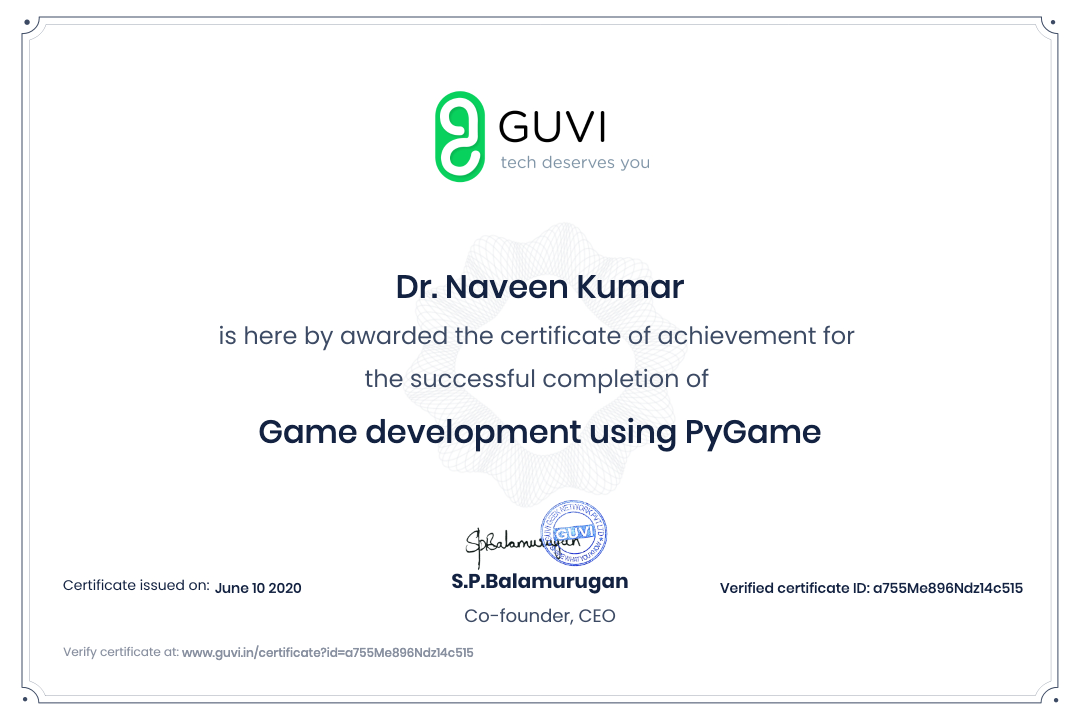 GUVI
tech deserves you
Dr. Naveen Kumar
is here by awarded the certificate of achievement for
the successful completion of
Game development using PyGame
SpBalamurugan
GUVI
S.P.Balamurugan
Co-founder, CEO
Certificate issued on: June 10 2020
Verified certificate ID: a755Me896Ndz14c515
Verify certificate at: www.guvi.in/certificate?id=a755Me896Ndz14c515